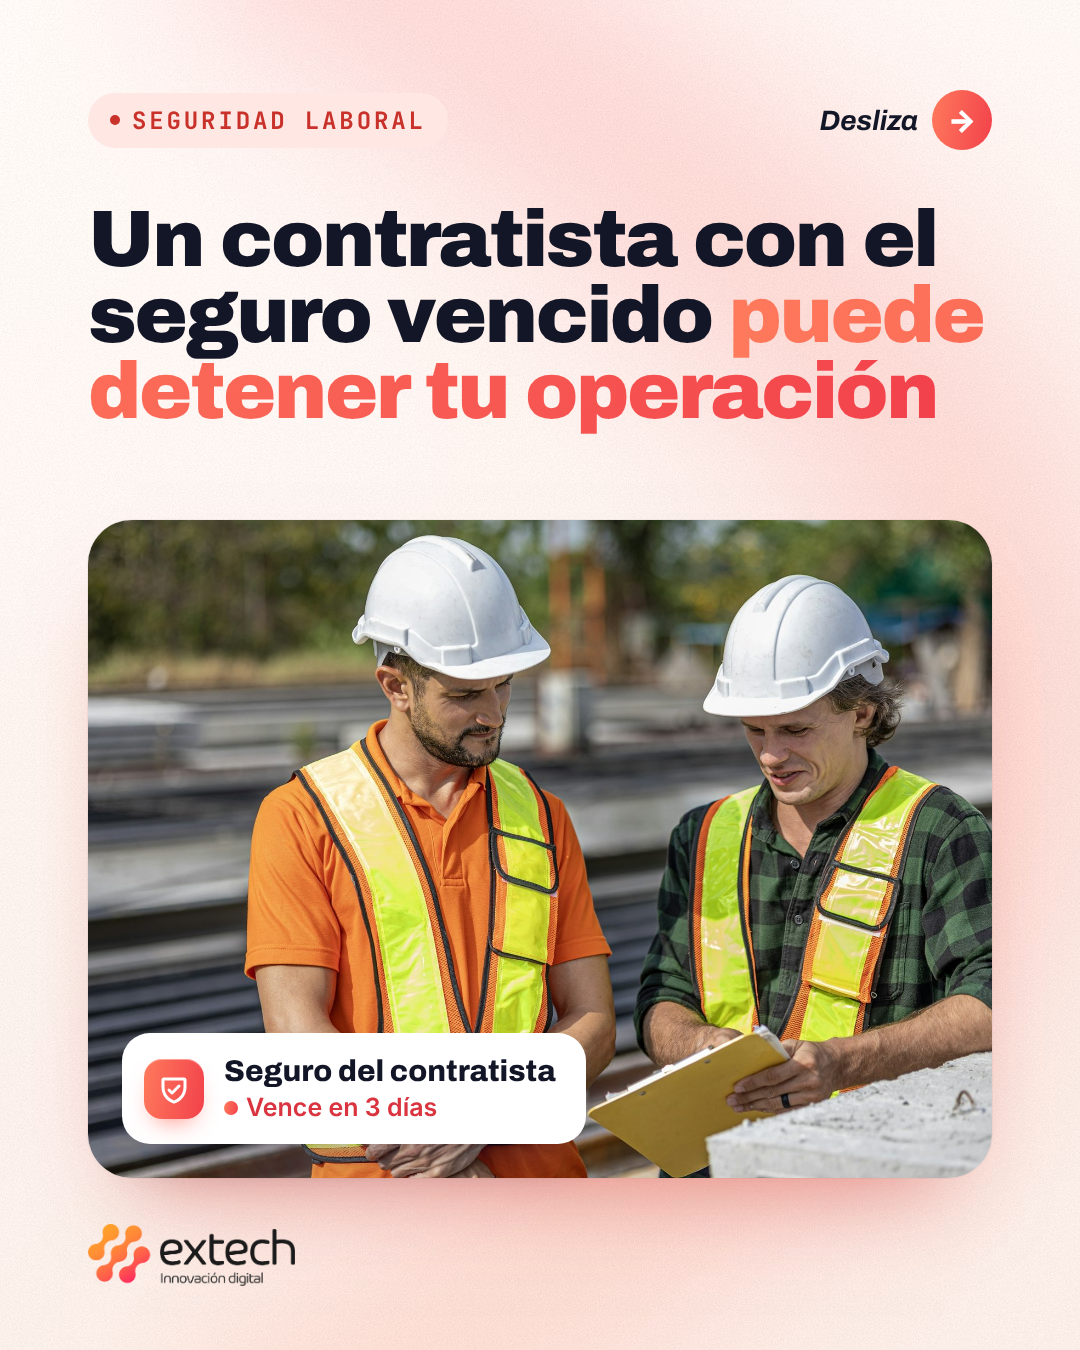 SEGURIDAD LABORAL
Desliza
Un contratista con el
seguro vencido puede
detener tu operación
Seguro del contratista
Vence en 3 días
extech
Innovación digital